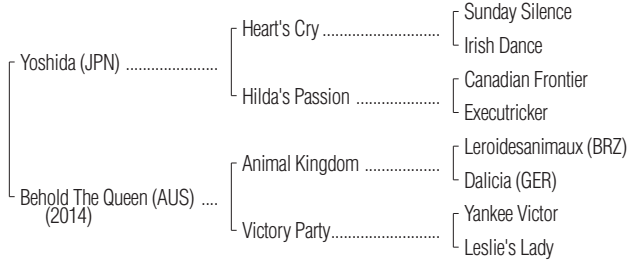 Sunday Silence
Heart's Cry ............................
Irish Dance
Yoshida (JPN) ......................
Canadian Frontier
Hilda's Passion ....................
Executricker
Leroidesanimaux (BRZ)
Animal Kingdom ..................
Dalicia (GER)
Behold The Queen (AUS) ....
(2014)
Yankee Victor
Victory Party..........................
Leslie's Lady